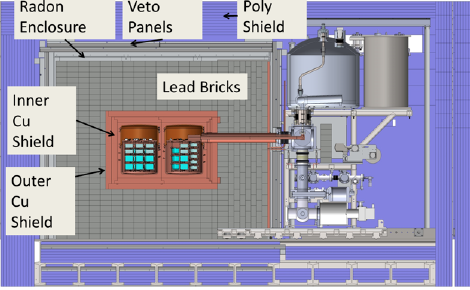 Radon
Enclosure
Veto
Panels
Poly
Shield
Lead Bricks
Inner
Cu
Shield
Outer
Cu
Shield